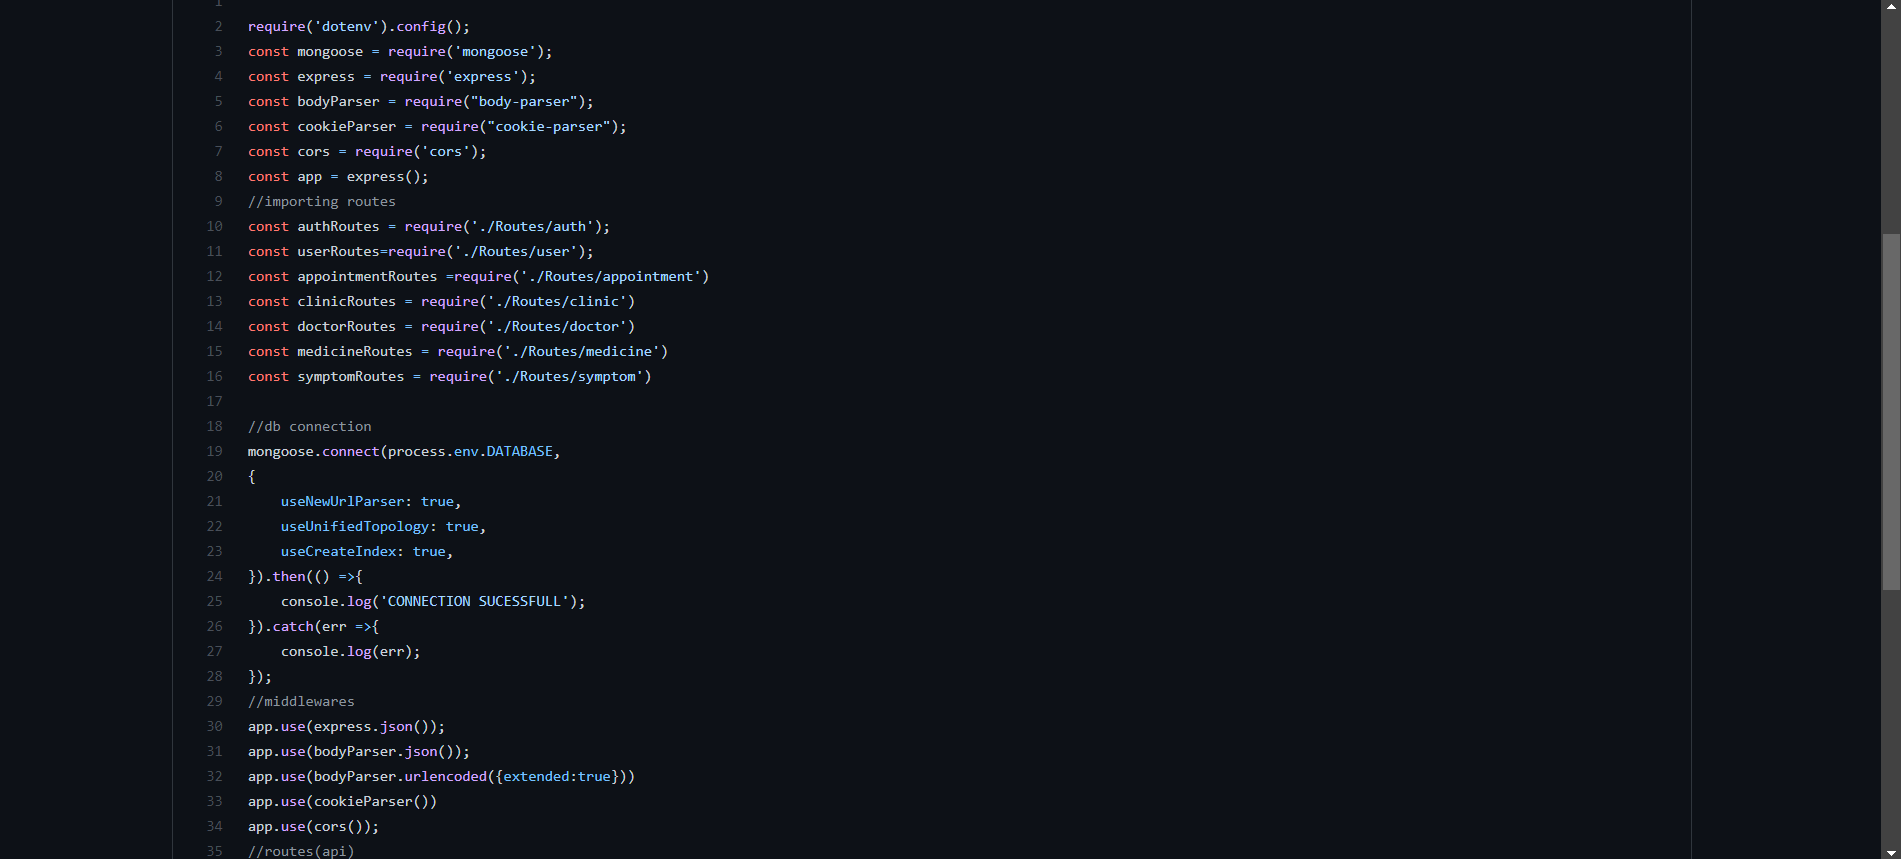 1
2 require('dotenv').config();
3 const mongoose = require('mongoose');
4 const express = require('express');
5 const bodyParser = require("body-parser");
6 const cookieParser = require("cookie-parser");
7 const cors = require('cors');
8 const app = express();
9 //importing routes
10 const authRoutes = require('./Routes/auth');
11 const userRoutes=require('./Routes/user');
12 const appointmentRoutes =require('./Routes/appointment')
13 const clinicRoutes = require('./Routes/clinic')
14 const doctorRoutes = require('./Routes/doctor')
15 const medicineRoutes = require('./Routes/medicine')
16 const symptomRoutes = require('./Routes/symptom')
17
18 //db connection
19 mongoose.connect(process.env.DATABASE,
20 {
21     useNewUrlParser: true,
22     useUnifiedTopology: true,
23     useCreateIndex: true,
24 }).then(() =>{
25     console.log('CONNECTION SUCESSFULL');
26 }).catch(err =>{
27     console.log(err);
28 });
29 //middlewares
30 app.use(express.json());
31 app.use(bodyParser.json());
32 app.use(bodyParser.urlencoded({extended:true}))
33 app.use(cookieParser())
34 app.use(cors());
35 //routes(api)